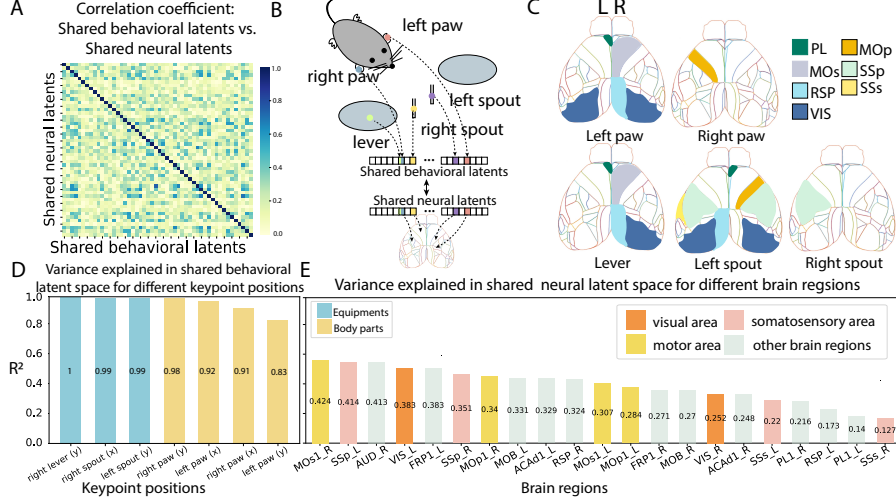 A
Correlation coefficient:
Shared behavioral latents vs.
Shared neural latents
Shared neural latents
Shared behavioral latents
1.0
0.8
0.6
0.4
0.2
0.0
B
left paw
right paw
left spout
right spout
lever
Shared behavioral latents
Shared neural latents
C
L R
Left paw
Right paw
Lever
Left spout
Right spout
PL
MOs
RSP
VIS
MOp
SSp
SSs
D
Variance explained in shared behavioral
latent space for different keypoint positions
R²
1.0
0.8
0.6
0.4
0.2
0.0
Equipments
Body parts
1
0.99
0.99
0.98
0.92
0.91
0.83
right lever (y)
right spout (x)
left spout (y)
right paw (y)
left paw (x)
right paw (x)
left paw (y)
Keypoint positions
E
Variance explained in shared neural latent space for different brain regions
Equipments
Body parts
visual area
motor area
somatosensory area
other brain regions
0.424
0.414
0.413
0.383
0.383
0.351
0.34
0.331
0.329
0.324
0.307
0.284
0.271
0.27
0.252
0.248
0.22
0.216
0.173
0.14
0.127
MOs1_R
SSp_L
AUD_R
VIS_L
FRP1_L
SSp_R
MOp1_R
MOB_L
ACAd1_L
RSP_R
MOs1_L
MOp1_L
FRP1_R
MOB_R
VIS_R
ACAd1_R
SSs_L
PL1_R
RSP_L
PL1_L
SSs_R
Brain regions